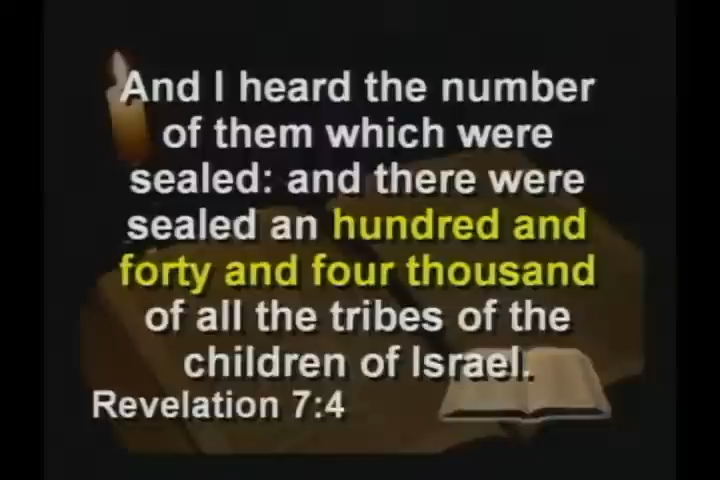 And I heard the number
of them which were
sealed: and there were
sealed an hundred and
forty and four thousand
of all the tribes of the
children of Israel.
Revelation 7:4